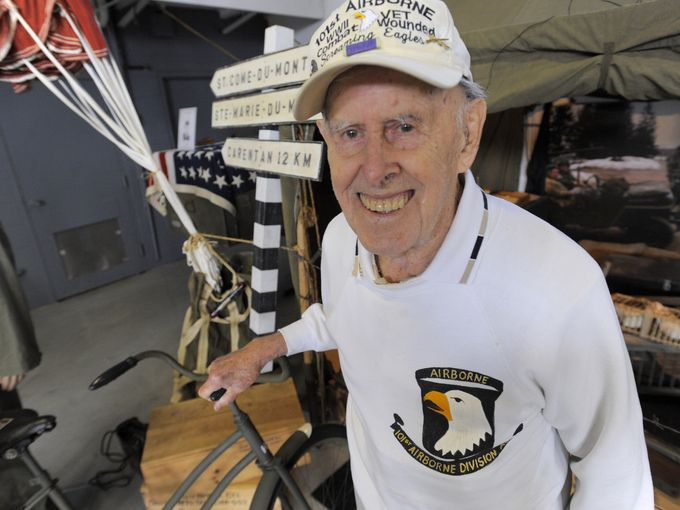 101st AIRBORNE
WWII VET
Combat Wounded
Screaming Eagles
ST. COME-DU-MONT
STE-MARIE-DU-M
CARENTAN 12 KM
AIRBORNE
101ST AIRBORNE DIVISION